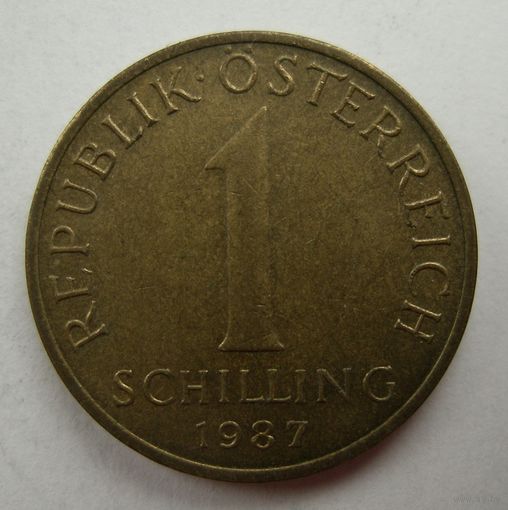 REPUBLIK · ÖSTERREICH
1
SCHILLING
1987